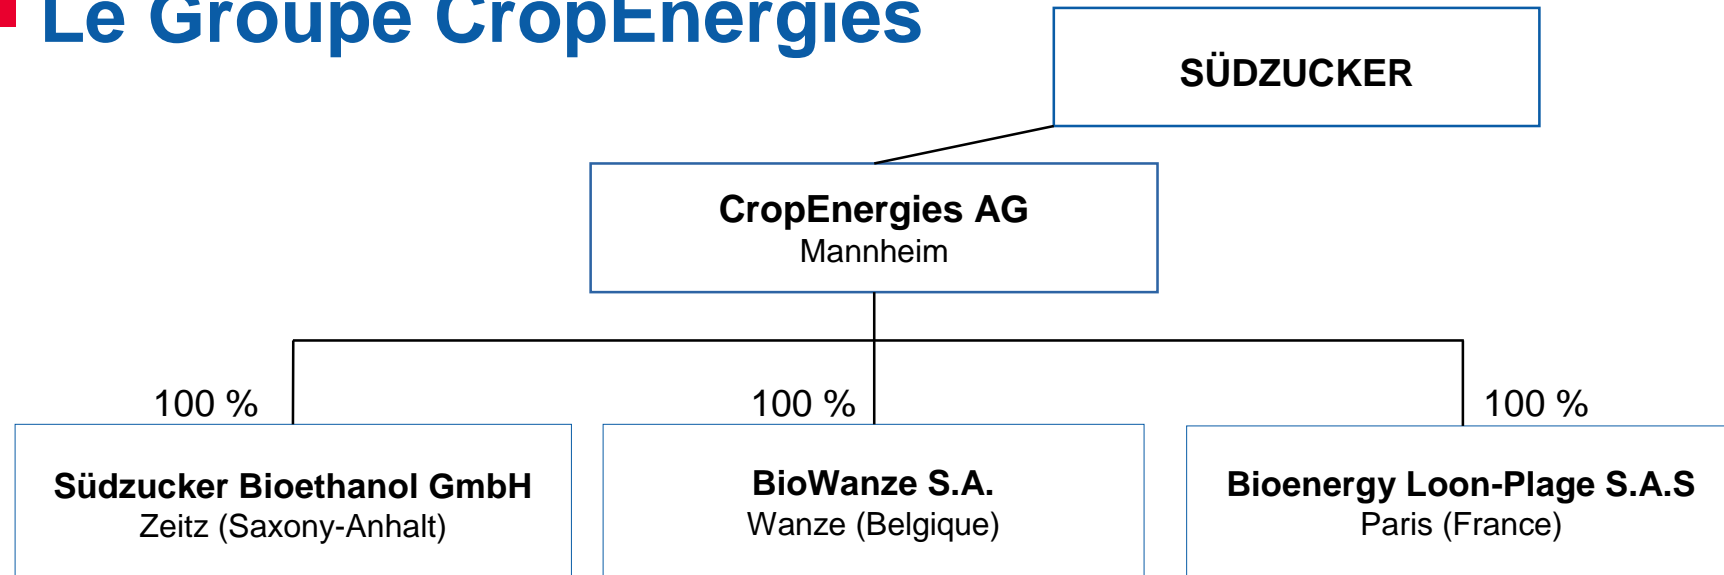 Le Groupe CropEnergies
SÜDZUCKER
CropEnergies AG
Mannheim
100 %
100 %
100 %
Südzucker Bioethanol GmbH
Zeitz (Saxony-Anhalt)
BioWanze S.A.
Wanze (Belgique)
Bioenergy Loon-Plage S.A.S
Paris (France)